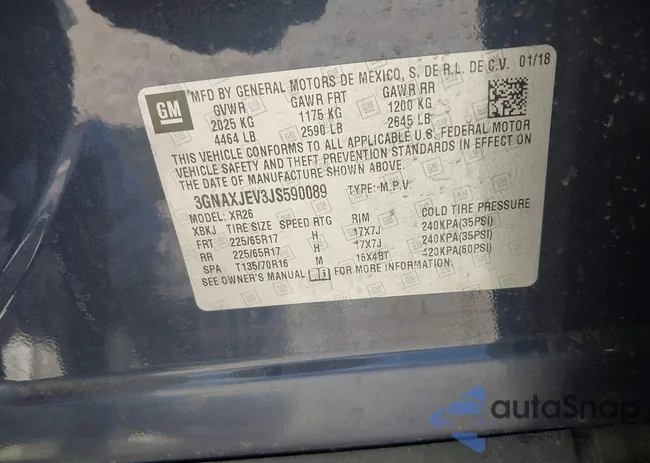 GM
MFD BY GENERAL MOTORS DE MEXICO, S. DE R.L. DE C.V. 01/18
GVWR GAWR FRT GAWR RR
2025 KG 1175 KG 1200 KG
4464 LB 2590 LB 2645 LB
THIS VEHICLE CONFORMS TO ALL APPLICABLE U.S. FEDERAL MOTOR
VEHICLE SAFETY AND THEFT PREVENTION STANDARDS IN EFFECT ON
THE DATE OF MANUFACTURE SHOWN ABOVE.
3GNAXJEV3JS590089 TYPE: M.P.V.
MODEL: XR26
XBKJ TIRE SIZE SPEED RTG RIM COLD TIRE PRESSURE
FRT 225/65R17 H 17X7J 240KPA(35PSI)
RR 225/65R17 H 17X7J 240KPA(35PSI)
SPA T135/70R16 M 16X4BT 420KPA(60PSI)
SEE OWNER'S MANUAL FOR MORE INFORMATION.
autoSnap